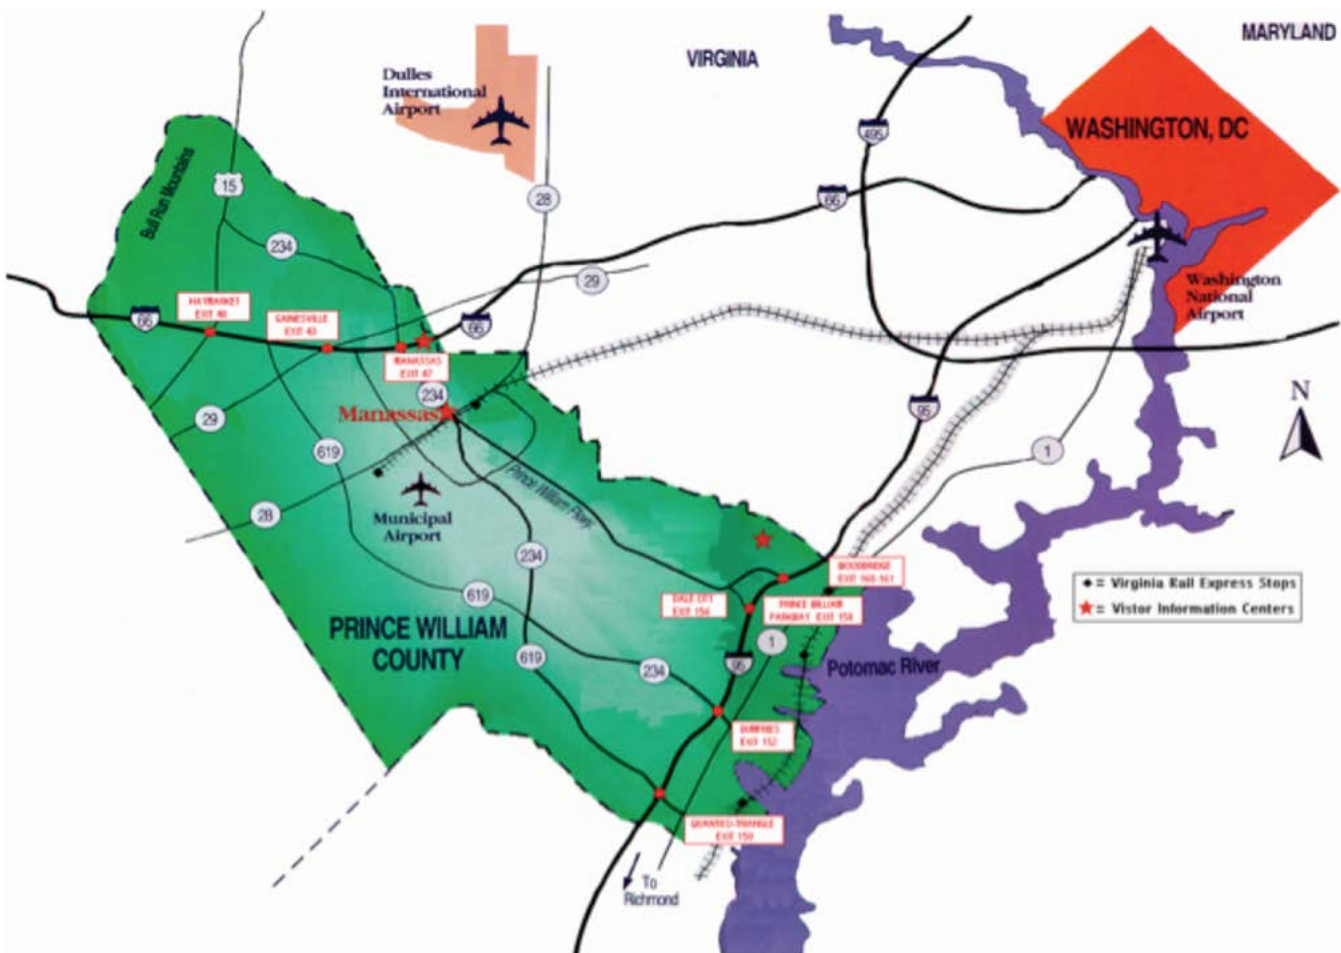 MARYLAND
VIRGINIA
Dulles
International
Airport
WASHINGTON, DC
495
Bull Run Mountains
15
66
28
234
29
Washington
National
Airport
HAYMARKET
EXIT 40
GAINESVILLE
EXIT 43
66
66
MANASSAS
EXIT 47
234
N
Manassas
29
95
619
1
Prince William Pkwy.
28
Municipal
Airport
234
WOODBRIDGE
EXIT 160-161
= Virginia Rail Express Stops
= Vistor Information Centers
619
DALE CITY
EXIT 156
PRINCE WILLIAM
PARKWAY EXIT 158
PRINCE WILLIAM
COUNTY
1
619
234
95
Potomac River
DUMFRIES
EXIT 152
QUANTICO-TRIANGLE
EXIT 150
To
Richmond